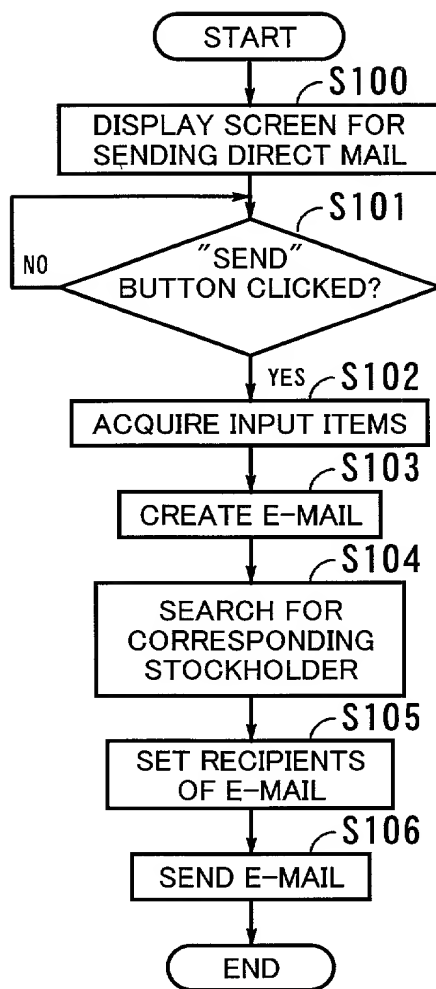 START
S100
DISPLAY SCREEN FOR
SENDING DIRECT MAIL
S101
"SEND"
BUTTON CLICKED?
NO
YES
S102
ACQUIRE INPUT ITEMS
S103
CREATE E-MAIL
S104
SEARCH FOR
CORRESPONDING
STOCKHOLDER
S105
SET RECIPIENTS
OF E-MAIL
S106
SEND E-MAIL
END